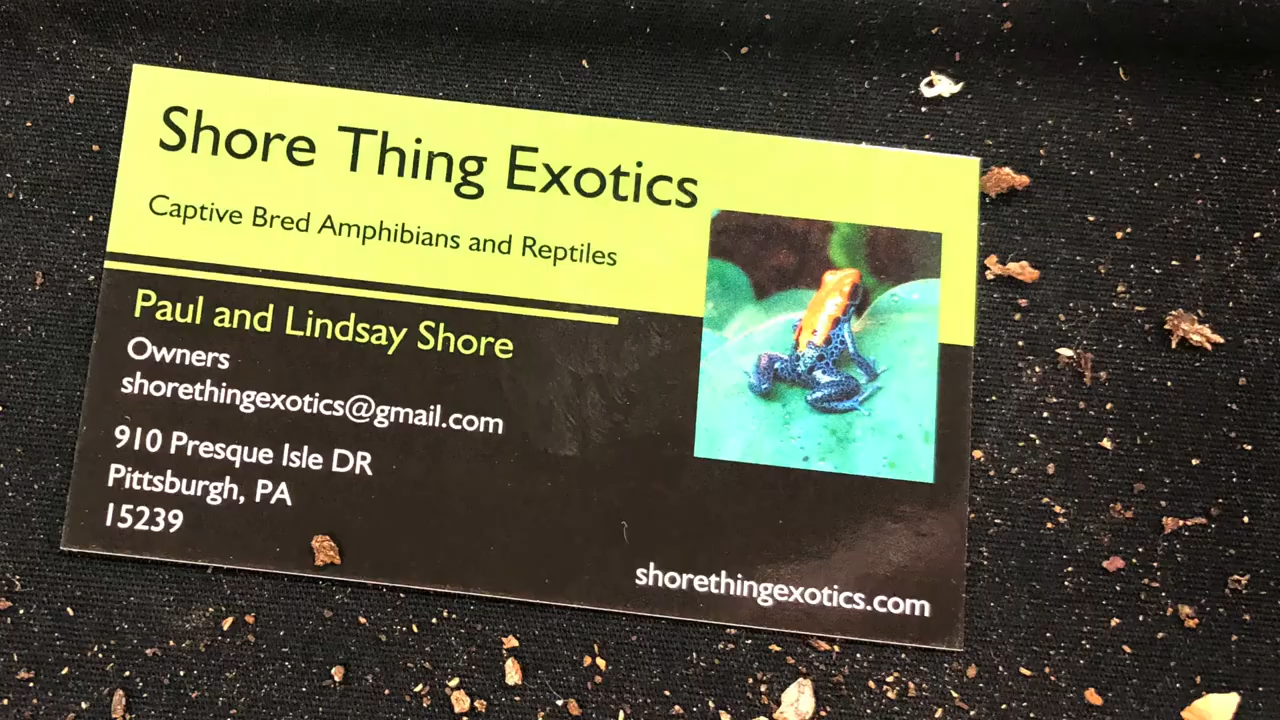 Shore Thing Exotics
Captive Bred Amphibians and Reptiles
Paul and Lindsay Shore
Owners
shorethingexotics@gmail.com
910 Presque Isle DR
Pittsburgh, PA
15239
shorethingexotics.com